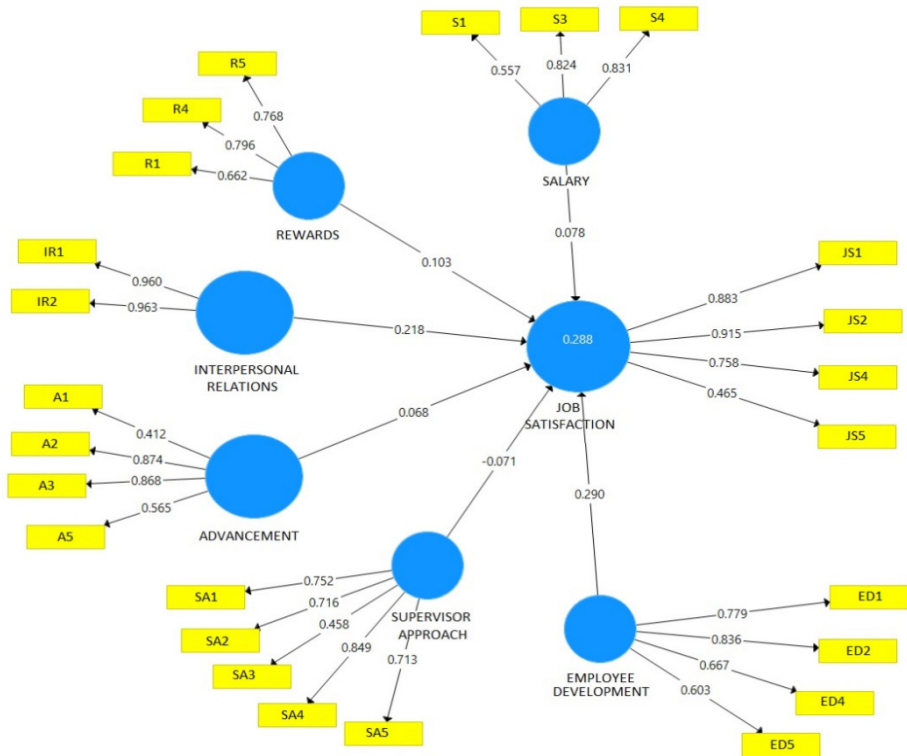 S1
S3
S4
0.557
0.824
0.831
SALARY
0.078
R5
R4
R1
0.768
0.796
0.662
REWARDS
0.103
IR1
IR2
0.960
0.963
INTERPERSONAL
RELATIONS
0.218
0.288
JOB
SATISFACTION
JS1
JS2
JS4
JS5
0.883
0.915
0.758
0.465
A1
A2
A3
A5
0.412
0.874
0.868
0.565
ADVANCEMENT
0.068
-0.071
0.290
SUPERVISOR
APPROACH
SA1
SA2
SA3
SA4
SA5
0.752
0.716
0.458
0.849
0.713
EMPLOYEE
DEVELOPMENT
ED1
ED2
ED4
ED5
0.779
0.836
0.667
0.603